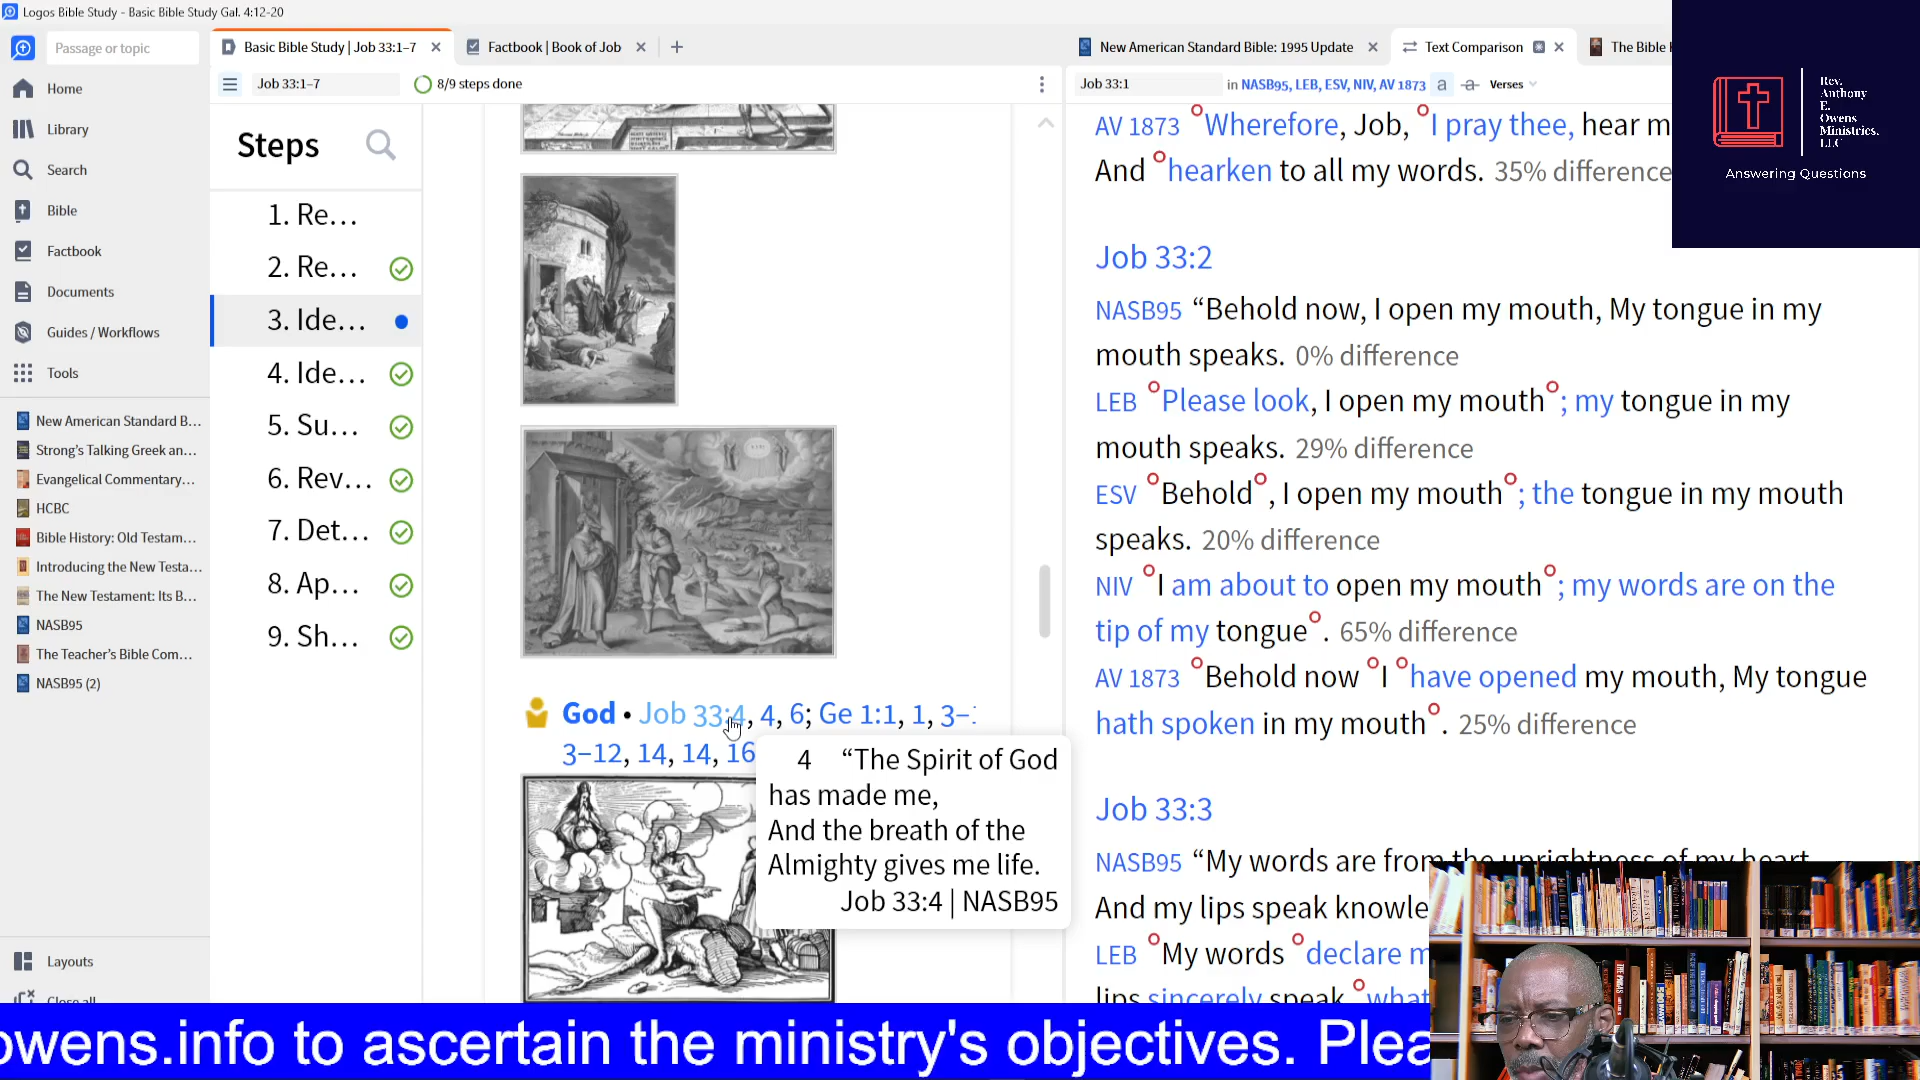 Logos Bible Study - Basic Bible Study Gal. 4:12-20
Passage or topic
Home
Library
Search
Bible
Factbook
Documents
Guides / Workflows
Tools
New American Standard B...
Strong's Talking Greek an...
Evangelical Commentary...
HCBC
Bible History: Old Testam...
Introducing the New Testa...
The New Testament: Its B...
NASB95
The Teacher's Bible Com...
NASB95 (2)
Layouts
Close all
Basic Bible Study | Job 33:1–7
Factbook | Book of Job
Job 33:1–7
8/9 steps done
Steps
1. Re...
2. Re...
3. Ide...
4. Ide...
5. Su...
6. Rev...
7. Det...
8. Ap...
9. Sh...
God • Job 33:4, 4, 6; Ge 1:1, 1, 3–
3–12, 14, 14, 16
4 “The Spirit of God
has made me,
And the breath of the
Almighty gives me life.
Job 33:4 | NASB95
New American Standard Bible: 1995 Update
Text Comparison
The Bible
Job 33:1
in NASB95, LEB, ESV, NIV, AV 1873
a
a
Verses
AV 1873 Wherefore, Job, I pray thee, hear m
And hearken to all my words. 35% difference
Job 33:2
NASB95 “Behold now, I open my mouth, My tongue in my
mouth speaks. 0% difference
LEB Please look, I open my mouth; my tongue in my
mouth speaks. 29% difference
ESV Behold, I open my mouth; the tongue in my mouth
speaks. 20% difference
NIV I am about to open my mouth; my words are on the
tip of my tongue. 65% difference
AV 1873 Behold now I have opened my mouth, My tongue
hath spoken in my mouth. 25% difference
Job 33:3
NASB95 “My words are from the uprightness of my heart,
And my lips speak knowle
LEB My words declare m
lips sincerely speak what
Rev.
Anthony
E.
Owens
Ministries,
LLC
Answering Questions
owens.info to ascertain the ministry's objectives. Plea